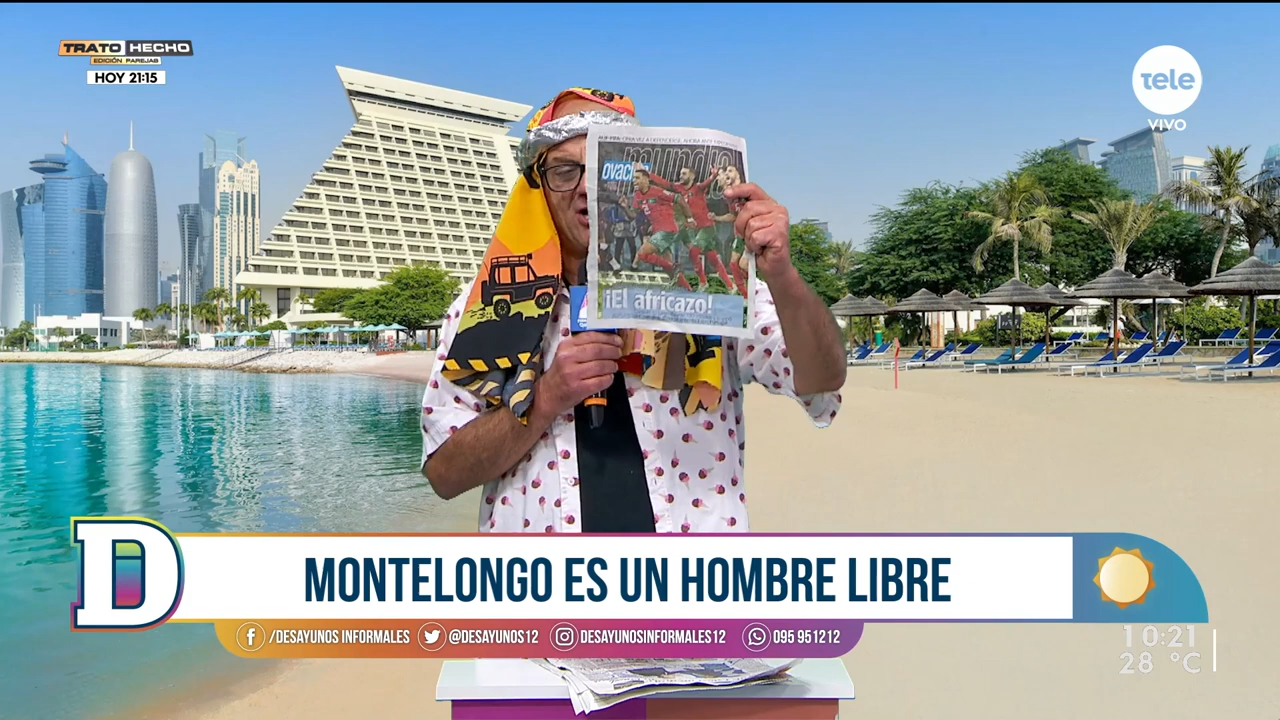 TRATO HECHO
EDICIÓN PAREJAS
HOY 21:15
tele
VIVO
ovación
mundial
¡El africazo!
D
MONTELONGO ES UN HOMBRE LIBRE
/DESAYUNOS INFORMALES
@DESAYUNOS12
DESAYUNOSINFORMALES12
095 951212
10:21
28 °C